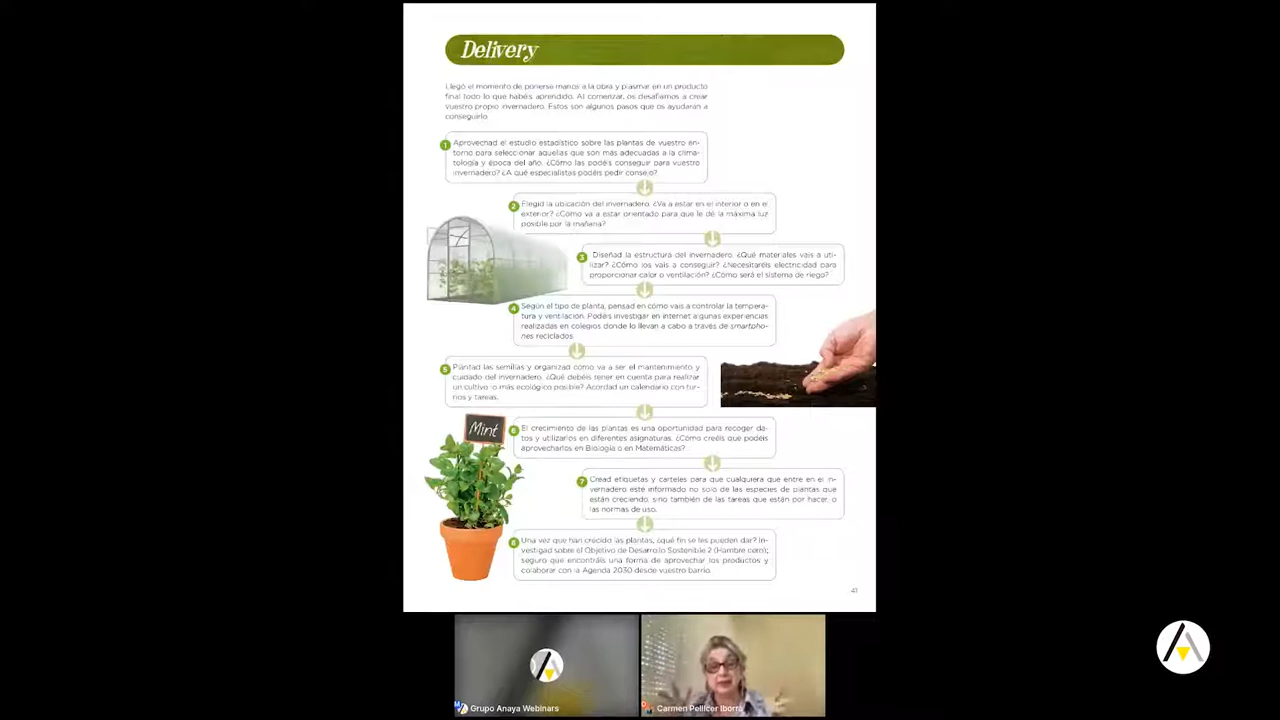 Delivery
Llegó el momento de ponerse manos a la obra y plasmar en un producto
final todo lo que habéis aprendido. Al comenzar, os desafiamos a crear
vuestro propio invernadero. Estos son algunos pasos que os ayudarán a
conseguirlo.
1
Aprovechad el estudio estadístico sobre las plantas de vuestro en-
torno para seleccionar aquellas que son más adecuadas a la clima-
tología y época del año. ¿Cómo las podéis conseguir para vuestro
invernadero? ¿A qué especialistas podéis pedir consejo?
2
Elegid la ubicación del invernadero. ¿Va a estar en el interior o en el
exterior? ¿Cómo va a estar orientado para que le dé la máxima luz
posible por la mañana?
3
Diseñad la estructura del invernadero. ¿Qué materiales vais a uti-
lizar? ¿Cómo los vais a conseguir? ¿Necesitaréis electricidad para
proporcionar calor o ventilación? ¿Cómo será el sistema de riego?
4
Según el tipo de planta, pensad en cómo vais a controlar la tempera-
tura y ventilación. Podéis investigar en internet algunas experiencias
realizadas en colegios donde lo llevan a cabo a través de smartpho-
nes reciclados.
5
Plantad las semillas y organizad cómo va a ser el mantenimiento y
cuidado del invernadero. ¿Qué debéis tener en cuenta para realizar
un cultivo lo más ecológico posible? Acordad un calendario con tur-
nos y tareas.
Mint
6
El crecimiento de las plantas es una oportunidad para recoger da-
tos y utilizarlos en diferentes asignaturas. ¿Cómo creéis que podéis
aprovecharlos en Biología o en Matemáticas?
7
Cread etiquetas y carteles para que cualquiera que entre en el in-
vernadero esté informado no solo de las especies de plantas que
están creciendo, sino también de las tareas que están por hacer, o
las normas de uso.
8
Una vez que han crecido las plantas, ¿qué fin se les pueden dar? In-
vestigad sobre el Objetivo de Desarrollo Sostenible 2 (Hambre cero);
seguro que encontráis una forma de aprovechar los productos y
colaborar con la Agenda 2030 desde vuestro barrio.
41
Grupo Anaya Webinars
Carmen Pellicer Iborra